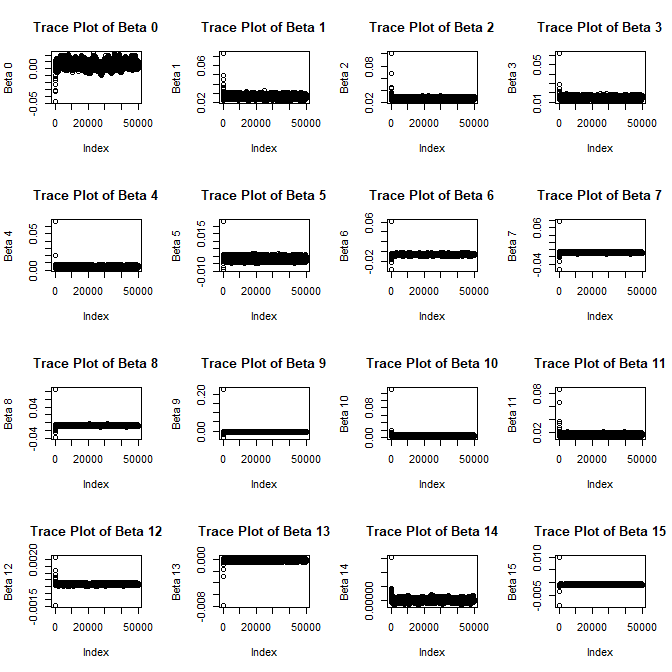 Trace Plot of Beta 0
Beta 0
0.00
-0.05
0 20000 50000
Index
Trace Plot of Beta 1
Beta 1
0.06
0.02
0 20000 50000
Index
Trace Plot of Beta 2
Beta 2
0.08
0.02
0 20000 50000
Index
Trace Plot of Beta 3
Beta 3
0.05
0.01
0 20000 50000
Index
Trace Plot of Beta 4
Beta 4
0.05
0.00
0 20000 50000
Index
Trace Plot of Beta 5
Beta 5
0.015
-0.010
0 20000 50000
Index
Trace Plot of Beta 6
Beta 6
0.06
-0.02
0 20000 50000
Index
Trace Plot of Beta 7
Beta 7
0.06
-0.04
0 20000 50000
Index
Trace Plot of Beta 8
Beta 8
0.04
-0.04
0 20000 50000
Index
Trace Plot of Beta 9
Beta 9
0.20
0.00
0 20000 50000
Index
Trace Plot of Beta 10
Beta 10
0.08
0.00
0 20000 50000
Index
Trace Plot of Beta 11
Beta 11
0.08
0.02
0 20000 50000
Index
Trace Plot of Beta 12
Beta 12
0.0020
-0.0015
0 20000 50000
Index
Trace Plot of Beta 13
Beta 13
0.000
-0.008
0 20000 50000
Index
Trace Plot of Beta 14
Beta 14
0.00000
0 20000 50000
Index
Trace Plot of Beta 15
Beta 15
0.010
-0.005
0 20000 50000
Index